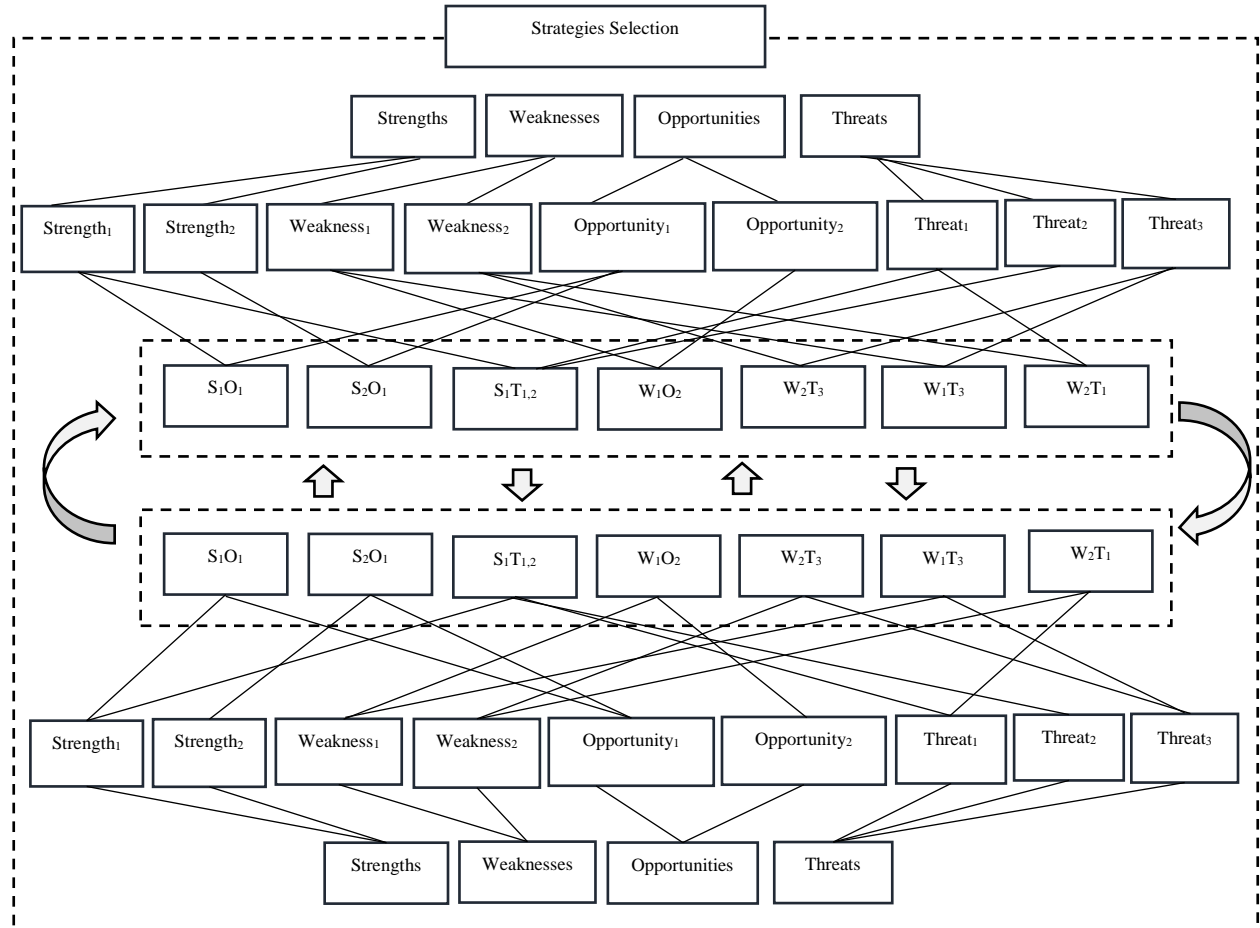 Strategies Selection
Strengths
Weaknesses
Opportunities
Threats
Strength₁
Strength₂
Weakness₁
Weakness₂
Opportunity₁
Opportunity₂
Threat₁
Threat₂
Threat₃
S₁O₁
S₂O₁
S₁T₁,₂
W₁O₂
W₂T₃
W₁T₃
W₂T₁
S₁O₁
S₂O₁
S₁T₁,₂
W₁O₂
W₂T₃
W₁T₃
W₂T₁
Strength₁
Strength₂
Weakness₁
Weakness₂
Opportunity₁
Opportunity₂
Threat₁
Threat₂
Threat₃
Strengths
Weaknesses
Opportunities
Threats